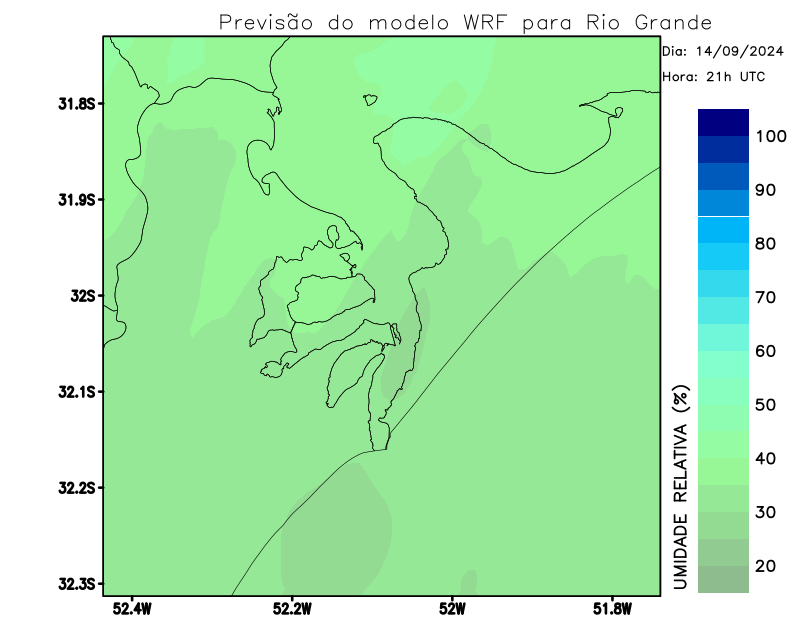 Previsão do modelo WRF para Rio Grande
Dia: 14/09/2024
Hora: 21h UTC
31.8S
31.9S
32S
32.1S
32.2S
32.3S
52.4W
52.2W
52W
51.8W
100
90
80
70
60
50
40
30
20
UMIDADE RELATIVA (%)